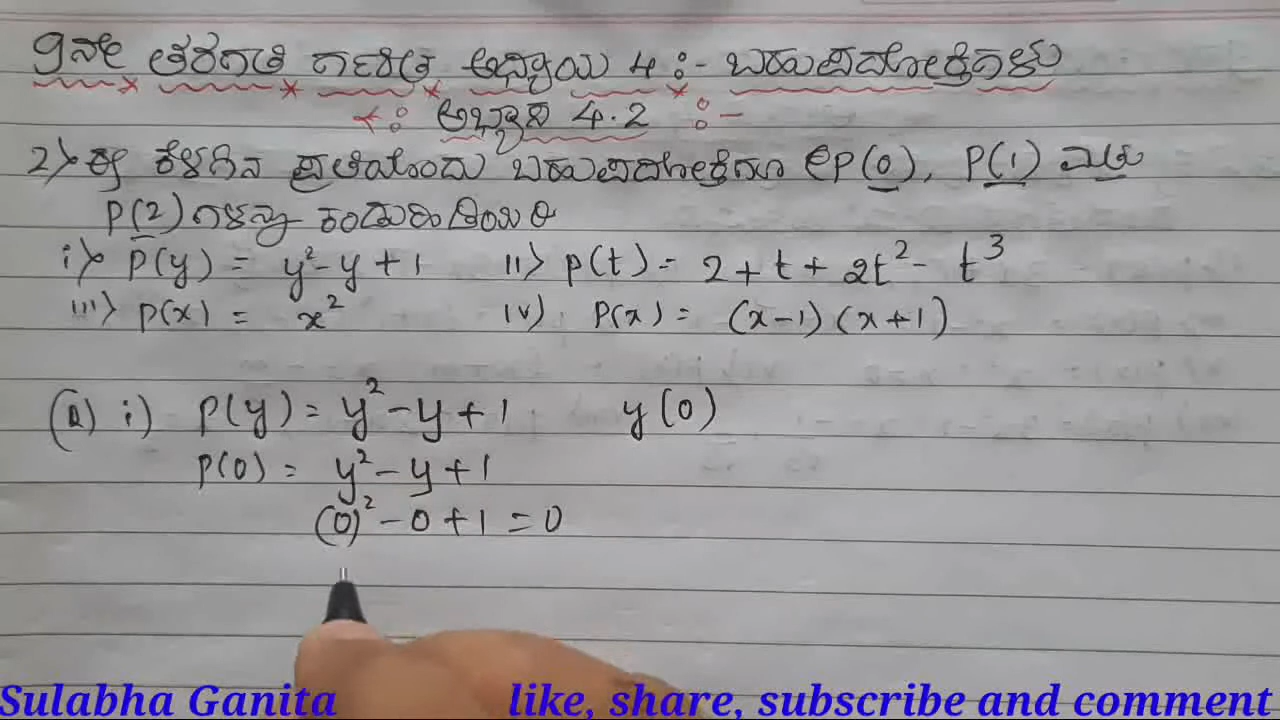 9ನೇ ತರಗತಿ ಗಣಿತ ಅಧ್ಯಾಯ 4 :- ಬಹುಪದೋಕ್ತಿಗಳು
:- ಅಭ್ಯಾಸ 4.2 :-
2) ಈ ಕೆಳಗಿನ ಪ್ರತಿಯೊಂದು ಬಹುಪದೋಕ್ತಿಗೂ P(0), P(1) ಮತ್ತು
P(2) ಗಳನ್ನು ಕಂಡುಹಿಡಿಯಿರಿ
i) P(y) = y² - y + 1 ii) p(t) = 2 + t + 2t² - t³
iii) p(x) = x² iv) P(x) = (x-1) (x+1)
i) P(y) = y² - y + 1 y(0)
P(0) = y² - y + 1
(0)² - 0 + 1 = 0
Sulabha Ganita like, share, subscribe and comment